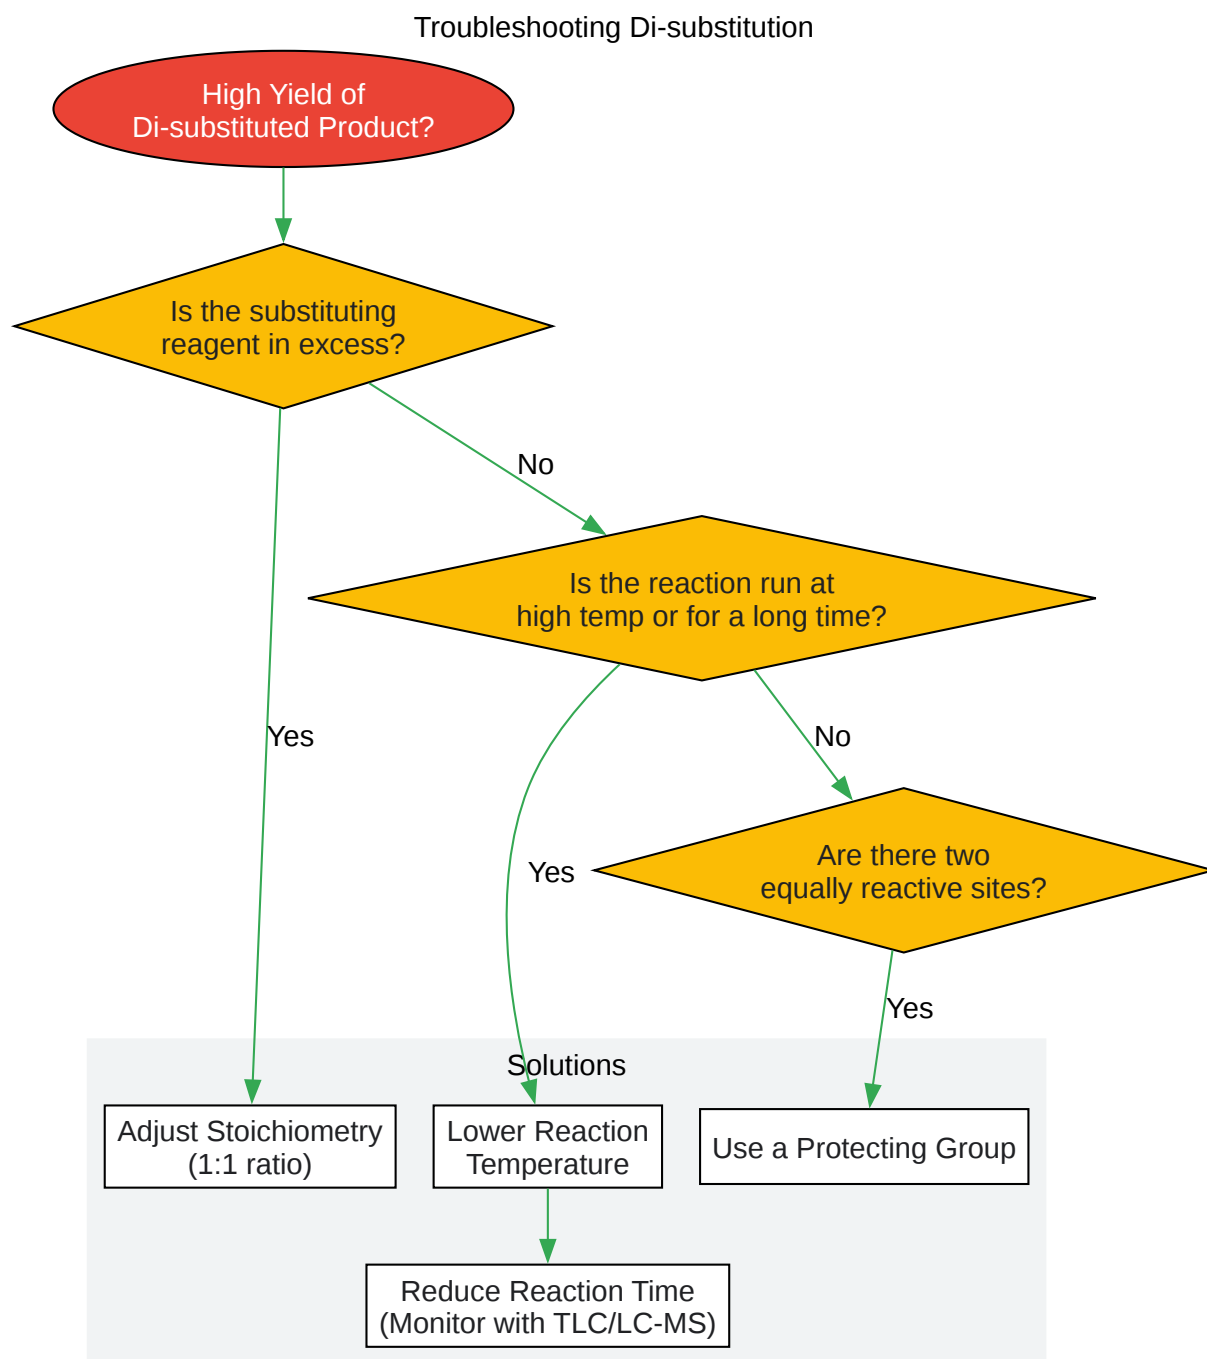 Troubleshooting Di-substitution
High Yield of
Di-substituted Product?
Is the substituting
reagent in excess?
No
Is the reaction run at
high temp or for a long time?
Yes
No
Are there two
equally reactive sites?
Yes
Yes
Solutions
Adjust Stoichiometry
(1:1 ratio)
Lower Reaction
Temperature
Use a Protecting Group
Reduce Reaction Time
(Monitor with TLC/LC-MS)